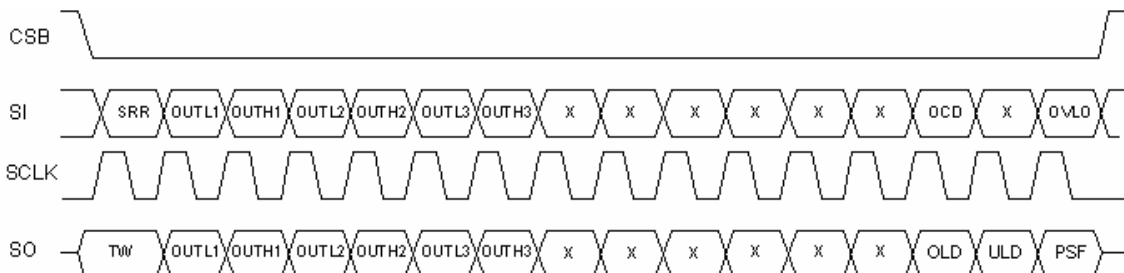 CSB
SI SRR OUTL1 OUTH1 OUTL2 OUTH2 OUTL3 OUTH3 X X X X X X OCD X OVLO
SCLK
SO TW OUTL1 OUTH1 OUTL2 OUTH2 OUTL3 OUTH3 X X X X X X OLD ULD PSF